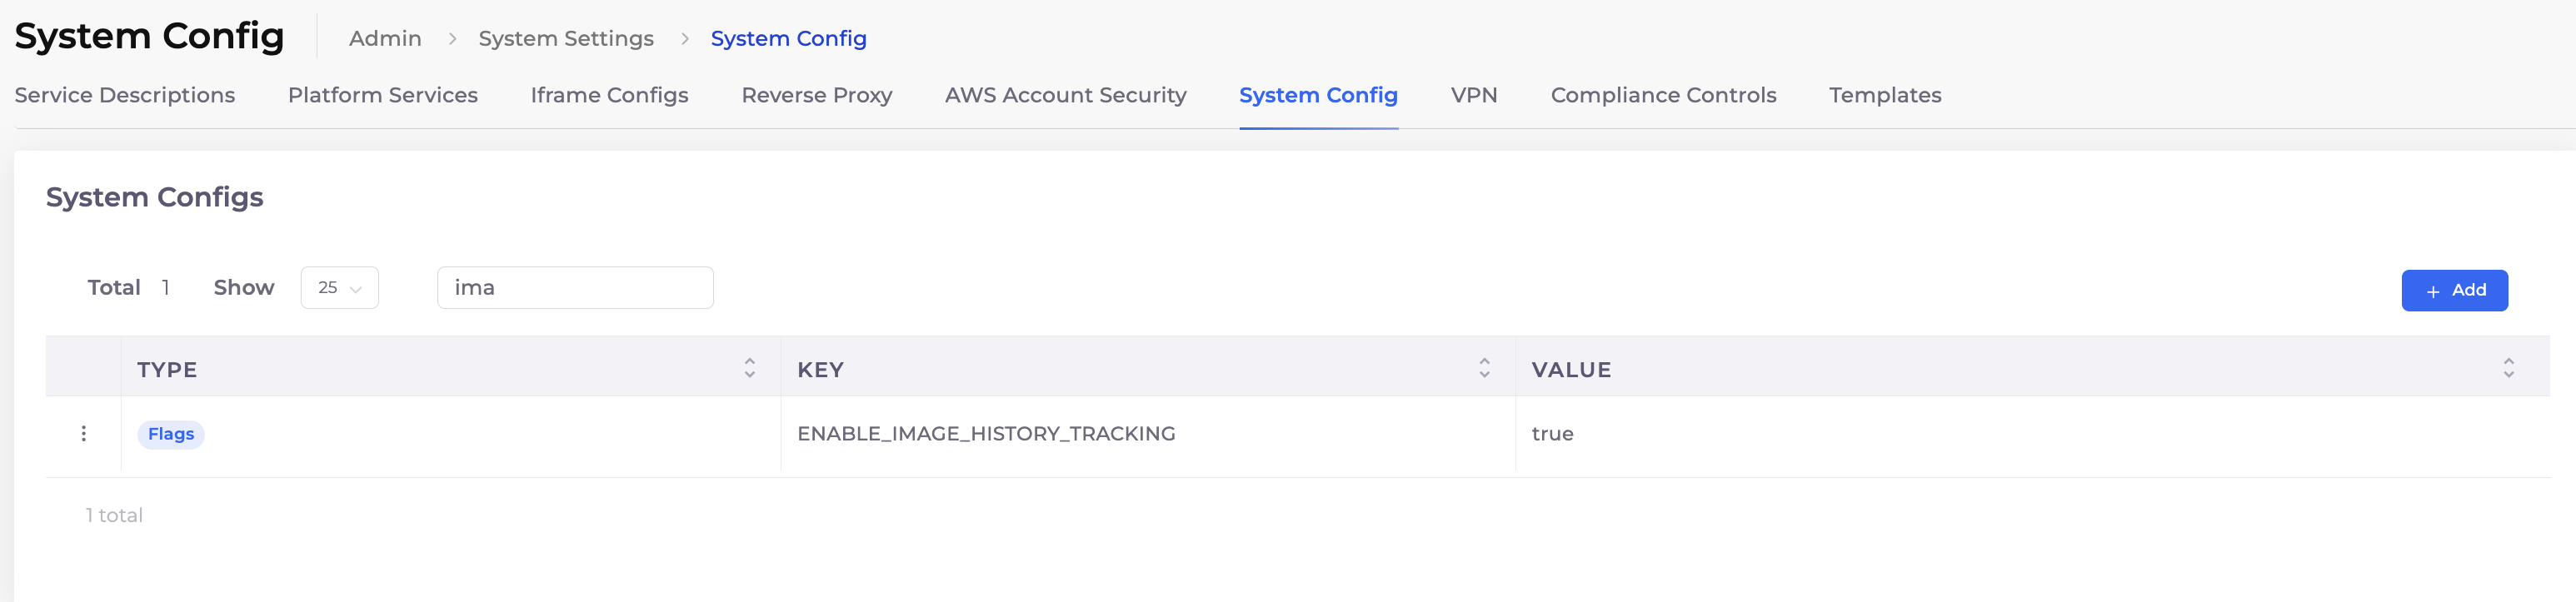 System Config Admin > System Settings > System Config
Service Descriptions Platform Services Iframe Configs Reverse Proxy AWS Account Security System Config VPN Compliance Controls Templates
System Configs
Total 1 Show 25 ima + Add
TYPE KEY VALUE
Flags ENABLE_IMAGE_HISTORY_TRACKING true
1 total